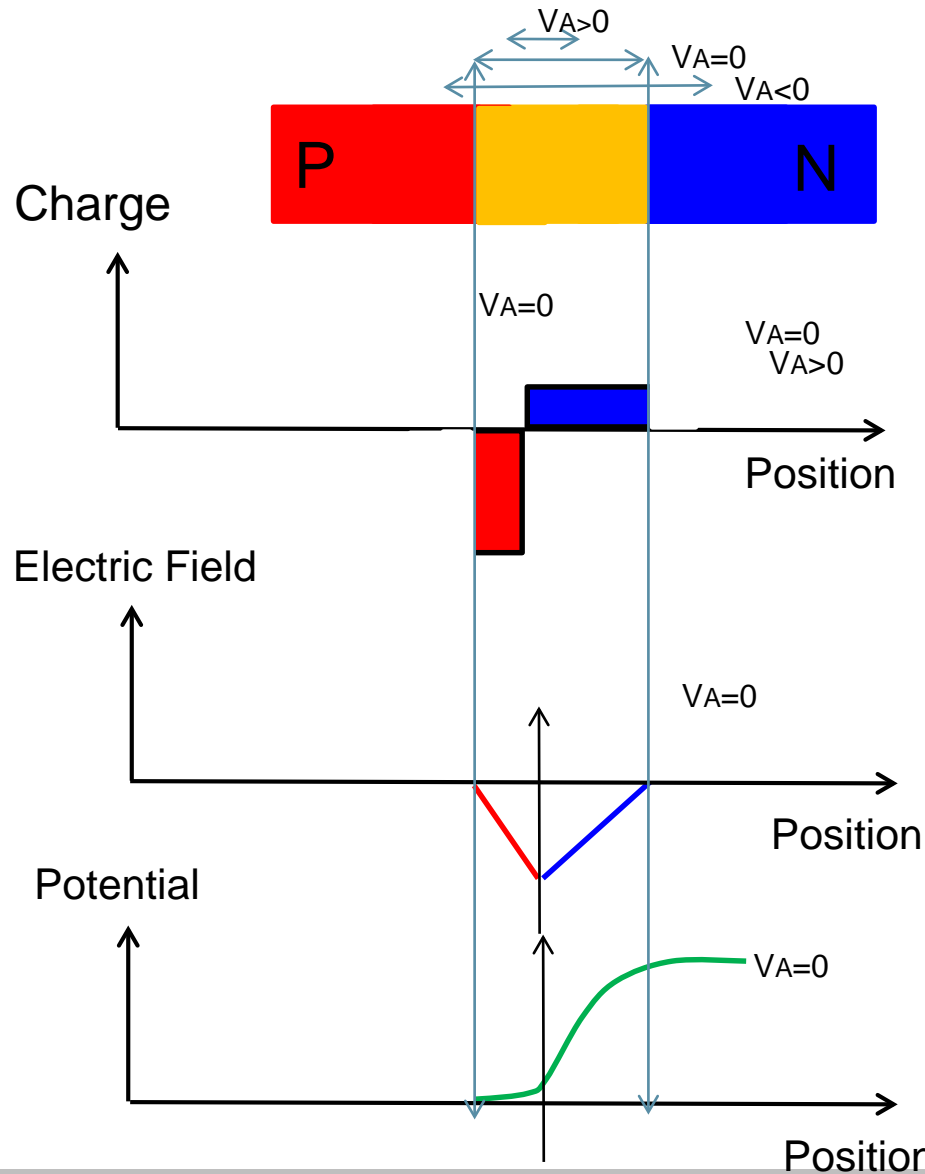 VA>0
VA=0
VA<0
P
N
Charge
VA=0
VA=0
VA>0
Position
Electric Field
VA=0
Position
Potential
VA=0
Position